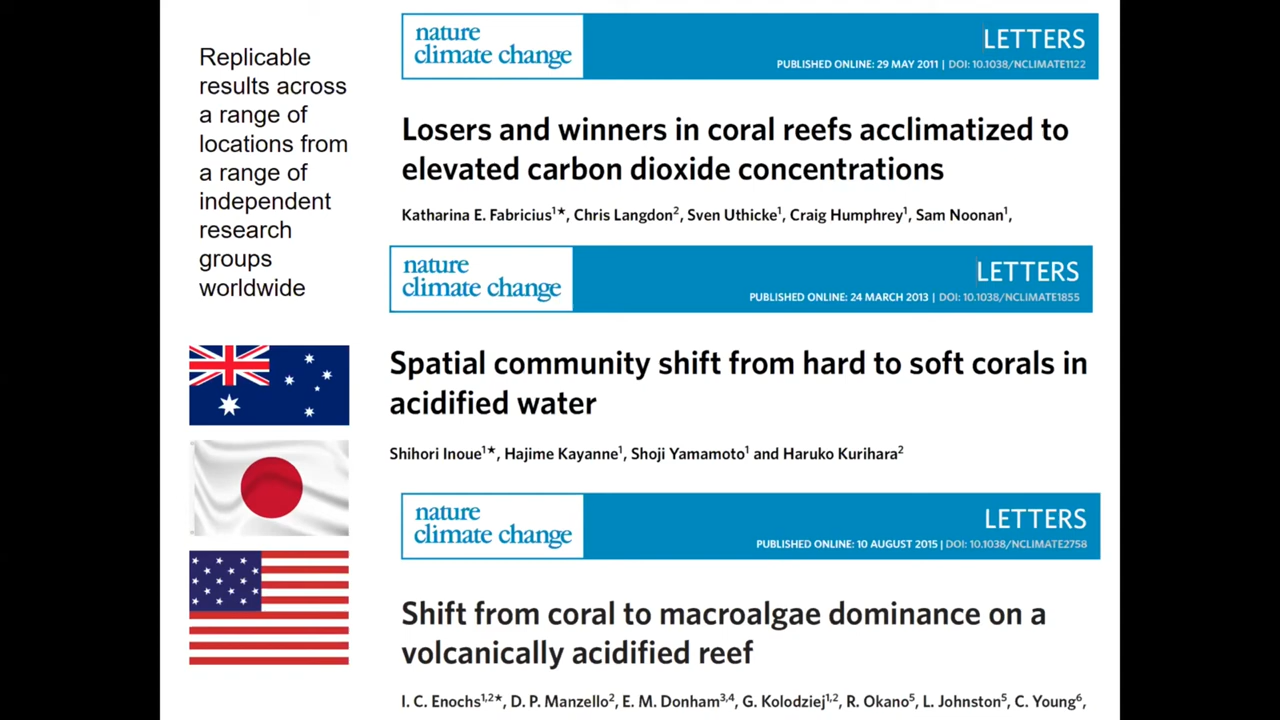 Replicable
results across
a range of
locations from
a range of
independent
research
groups
worldwide
nature
climate change
LETTERS
PUBLISHED ONLINE: 29 MAY 2011 | DOI: 10.1038/NCLIMATE1122
Losers and winners in coral reefs acclimatized to
elevated carbon dioxide concentrations
Katharina E. Fabricius¹*, Chris Langdon², Sven Uthicke¹, Craig Humphrey¹, Sam Noonan¹,
nature
climate change
LETTERS
PUBLISHED ONLINE: 24 MARCH 2013 | DOI: 10.1038/NCLIMATE1855
Spatial community shift from hard to soft corals in
acidified water
Shihori Inoue¹*, Hajime Kayanne¹, Shoji Yamamoto¹ and Haruko Kurihara²
nature
climate change
LETTERS
PUBLISHED ONLINE: 10 AUGUST 2015 | DOI: 10.1038/NCLIMATE2758
Shift from coral to macroalgae dominance on a
volcanically acidified reef
I. C. Enochs¹,²*, D. P. Manzello², E. M. Donham³,⁴, G. Kolodziej¹,², R. Okano⁵, L. Johnston⁵, C. Young⁶,